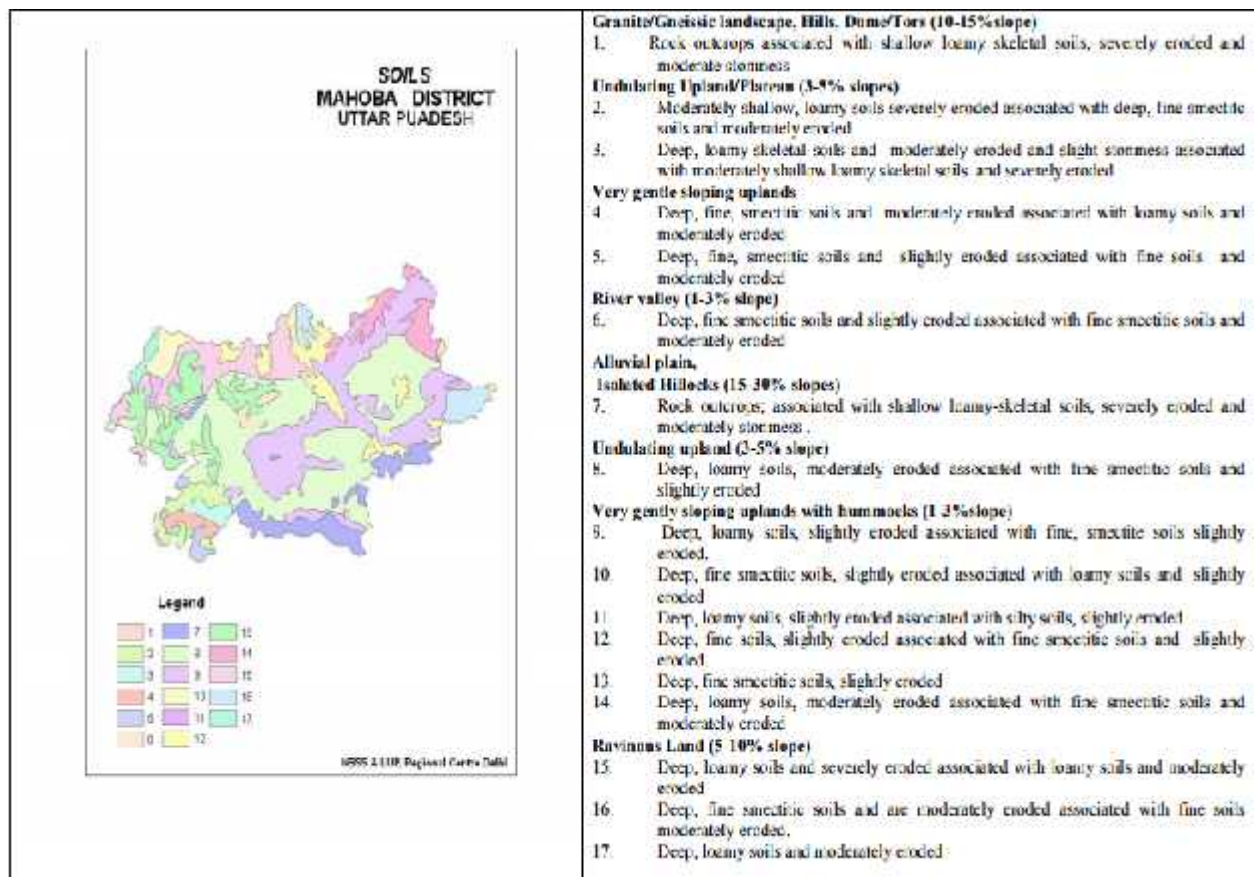 SOILS
MAHOBA DISTRICT
UTTAR PUADESH
Legend
1 7 13
2 8 14
3 9 15
4 10 16
5 11 17
6 12
NBSS & LUP Regional Centre Delhi
Granite/Gneissic landscape, Hills, Dume/Tors (10-15%slope)
1. Rock outcrops associated with shallow loamy skeletal soils, severely eroded and
moderate stonness
Undulating Upland/Plateau (3-5% slopes)
2. Moderately shallow, loamy soils severely eroded associated with deep, fine smectitic
soils and moderately eroded
3. Deep, loamy skeletal soils and moderately eroded and slight stonness associated
with moderately shallow loamy skeletal soils and severely eroded
Very gentle sloping uplands
4. Deep, fine, smectitic soils and moderately eroded associated with loamy soils and
moderately eroded
5. Deep, fine, smectitic soils and slightly eroded associated with fine soils and
moderately eroded
River valley (1-3% slope)
6. Deep, fine smectitic soils and slightly eroded associated with fine smectitic soils and
moderately eroded
Alluvial plain,
Isolated Hillocks (15-30% slopes)
7. Rock outcrops; associated with shallow loamy-skeletal soils, severely eroded and
moderately stonness .
Undulating upland (3-5% slope)
8. Deep, loamy soils, moderately eroded associated with fine smectitic soils and
slightly eroded
Very gently sloping uplands with hummocks (1-3%slope)
9. Deep, loamy soils, slightly eroded associated with fine, smectite soils slightly
eroded.
10. Deep, fine smectitic soils, slightly eroded associated with loamy soils and slightly
eroded
11. Deep, loamy soils, slightly eroded associated with silty soils, slightly eroded
12. Deep, fine soils, slightly eroded associated with fine smectitic soils and slightly
eroded
13. Deep, fine smectitic soils, slightly eroded
14. Deep, loamy soils, moderately eroded associated with fine smectitic soils and
moderately eroded
Ravinous Land (5-10% slope)
15. Deep, loamy soils and severely eroded associated with loamy soils and moderately
eroded
16. Deep, fine smectitic soils and are moderately eroded associated with fine soils
moderately eroded.
17. Deep, loamy soils and moderately eroded